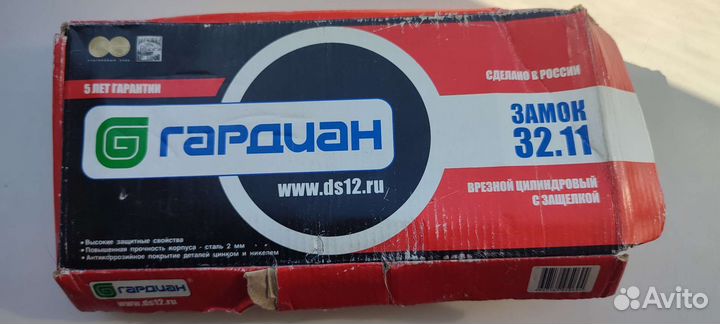 5 ЛЕТ ГАРАНТИИ
СДЕЛАНО В РОССИИ
G ГАРДИАН
www.ds12.ru
ЗАМОК
32.11
ВРЕЗНОЙ ЦИЛИНДРОВЫЙ
С ЗАЩЕЛКОЙ
• Высокие защитные свойства
• Повышенная прочность корпуса - сталь 2 мм
• Антикоррозийное покрытие деталей цинком и никелем
G ГАРДИАН
www.ds12.ru
Avito